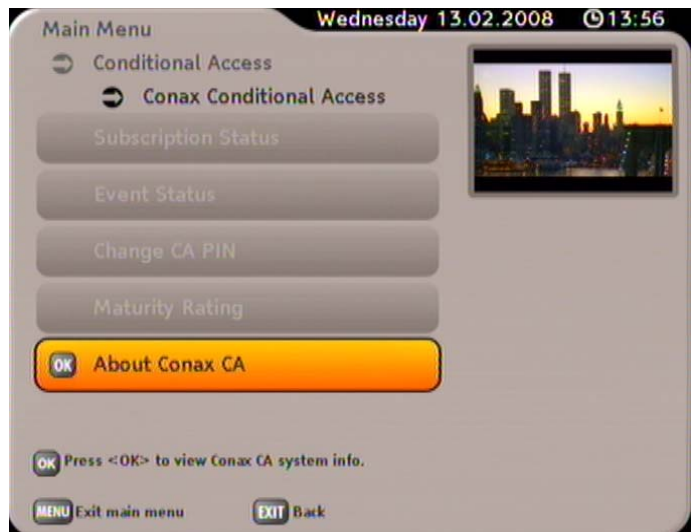 Main Menu
Wednesday 13.02.2008 13:56
Conditional Access
Conax Conditional Access
Subscription Status
Event Status
Change CA PIN
Maturity Rating
OK About Conax CA
OK Press <OK> to view Conax CA system info.
MENU Exit main menu EXIT Back